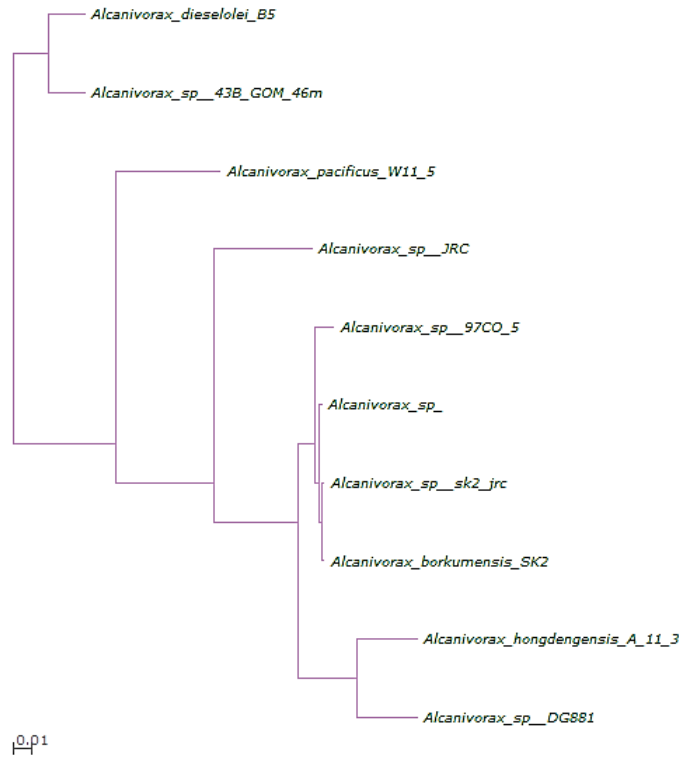 Alcanivorax_dieselolei_B5
Alcanivorax_sp__43B_GOM_46m
Alcanivorax_pacificus_W11_5
Alcanivorax_sp__JRC
Alcanivorax_sp__97CO_5
Alcanivorax_sp_
Alcanivorax_sp__sk2_jrc
Alcanivorax_borkumensis_SK2
Alcanivorax_hongdengensis_A_11_3
Alcanivorax_sp__DG881
0.01